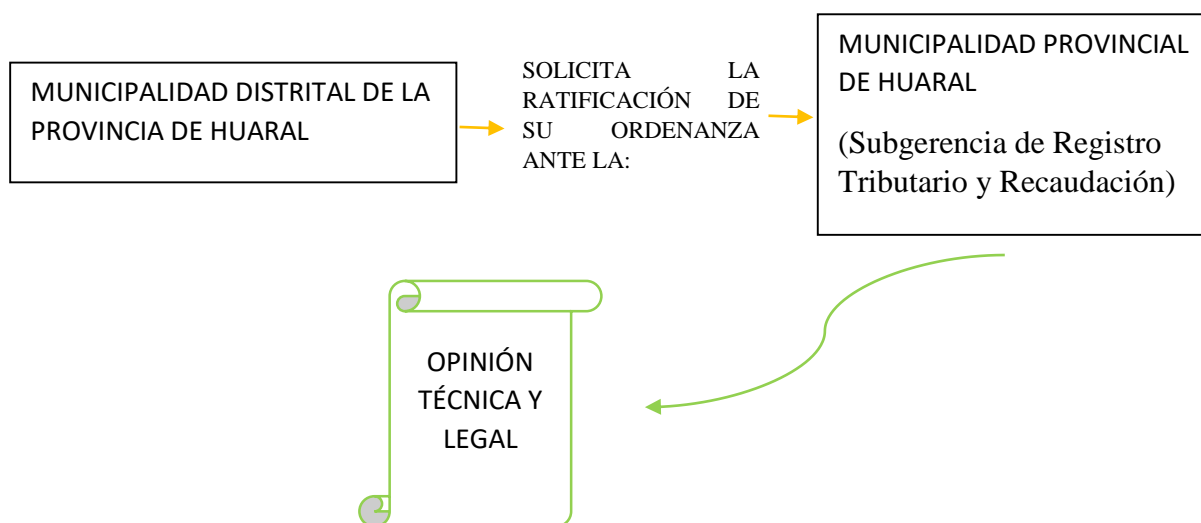 MUNICIPALIDAD DISTRITAL DE LA
PROVINCIA DE HUARAL
SOLICITA LA
RATIFICACIÓN DE
SU ORDENANZA
ANTE LA:
MUNICIPALIDAD PROVINCIAL
DE HUARAL
(Subgerencia de Registro
Tributario y Recaudación)
OPINIÓN
TÉCNICA Y
LEGAL